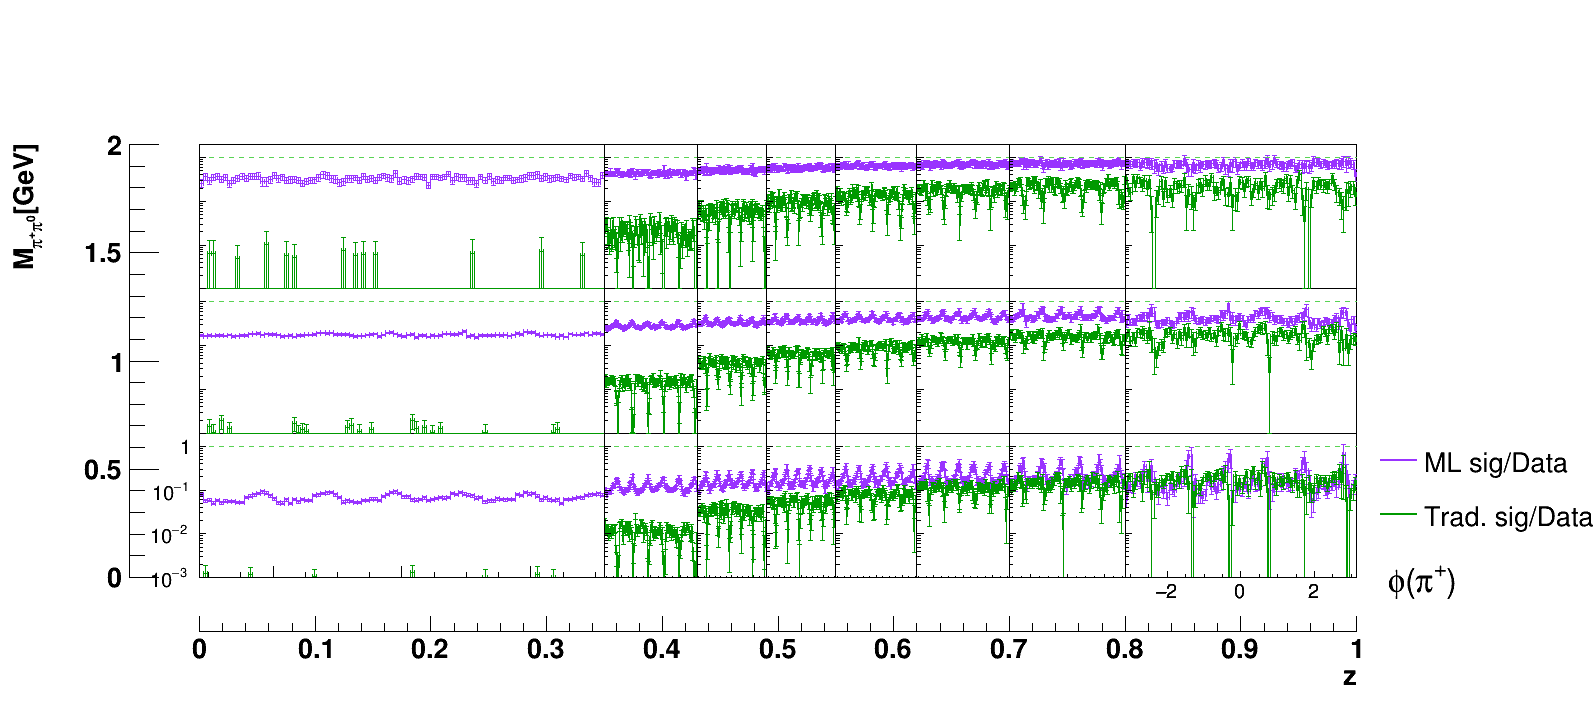 M_{π⁺π⁰}[GeV]
2
1.5
1
0.5
0
1
10⁻¹
10⁻²
10⁻³
−2 0 2
φ(π⁺)
ML sig/Data
Trad. sig/Data
0 0.1 0.2 0.3 0.4 0.5 0.6 0.7 0.8 0.9 1
z